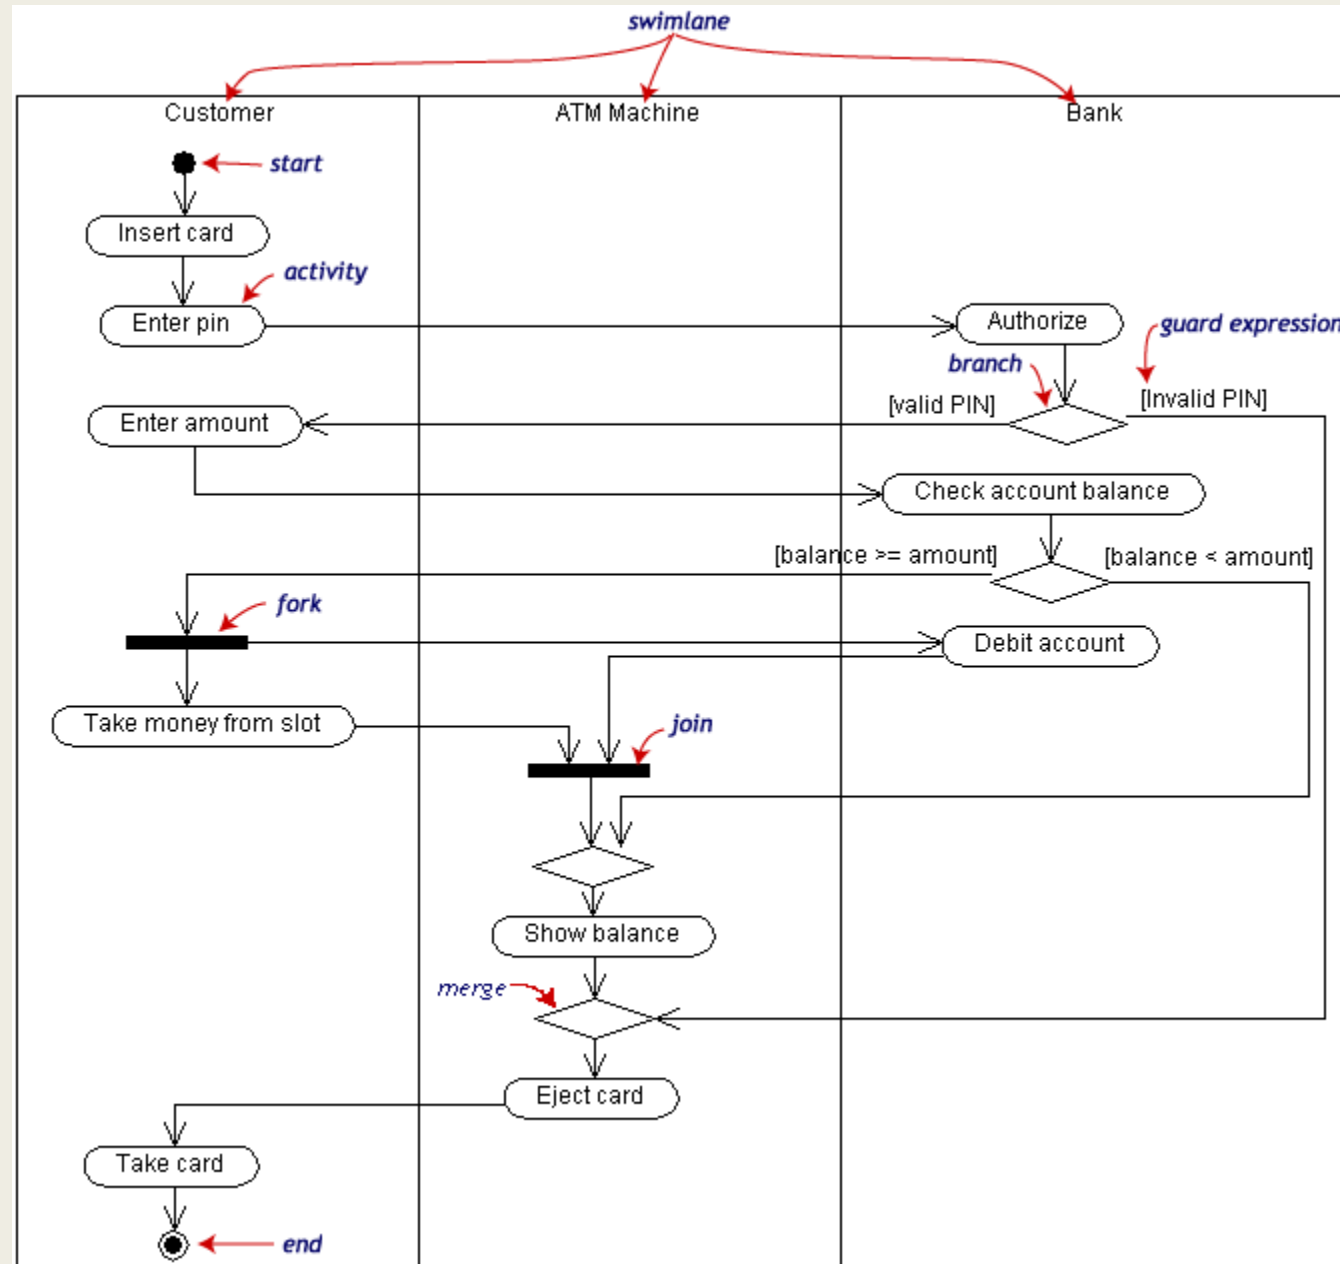 swimlane
Customer
ATM Machine
Bank
start
Insert card
activity
Enter pin
Authorize
guard expression
branch
[valid PIN]
[Invalid PIN]
Enter amount
Check account balance
[balance >= amount]
[balance < amount]
fork
Debit account
Take money from slot
join
Show balance
merge
Eject card
Take card
end